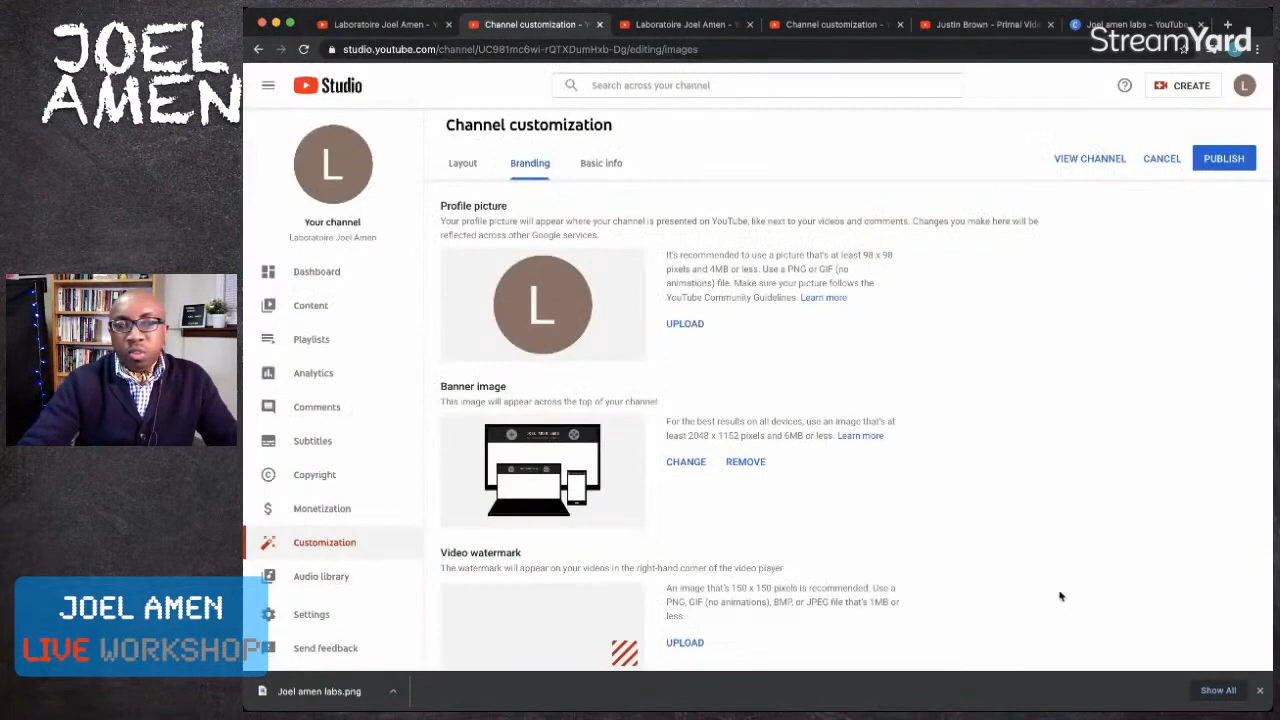 JOEL
AMEN
Laboratoire Joel Amen - Y
Channel customization -
Laboratoire Joel Amen - Y
Channel customization -
Justin Brown - Primal Vide
Joel amen labs - YouTube
StreamYard
studio.youtube.com/channel/UC981mc6wi-rQTXDumHxb-Dg/editing/images
Studio
Search across your channel
CREATE
L
Channel customization
Layout
Branding
Basic info
VIEW CHANNEL
CANCEL
PUBLISH
L
Your channel
Laboratoire Joel Amen
Dashboard
Content
Playlists
Analytics
Comments
Subtitles
Copyright
Monetization
Customization
Audio library
Settings
Send feedback
Profile picture
Your profile picture will appear where your channel is presented on YouTube, like next to your videos and comments. Changes you make here will be
reflected across other Google services.
L
It's recommended to use a picture that's at least 98 x 98
pixels and 4MB or less. Use a PNG or GIF (no
animations) file. Make sure your picture follows the
YouTube Community Guidelines. Learn more
UPLOAD
Banner image
This image will appear across the top of your channel
For the best results on all devices, use an image that's at
least 2048 x 1152 pixels and 6MB or less. Learn more
CHANGE
REMOVE
Video watermark
The watermark will appear on your videos in the right-hand corner of the video player
An image that's 150 x 150 pixels is recommended. Use a
PNG, GIF (no animations), BMP, or JPEG file that's 1MB or
less.
UPLOAD
JOEL AMEN
LIVE WORKSHOP
Joel amen labs.png
Show All